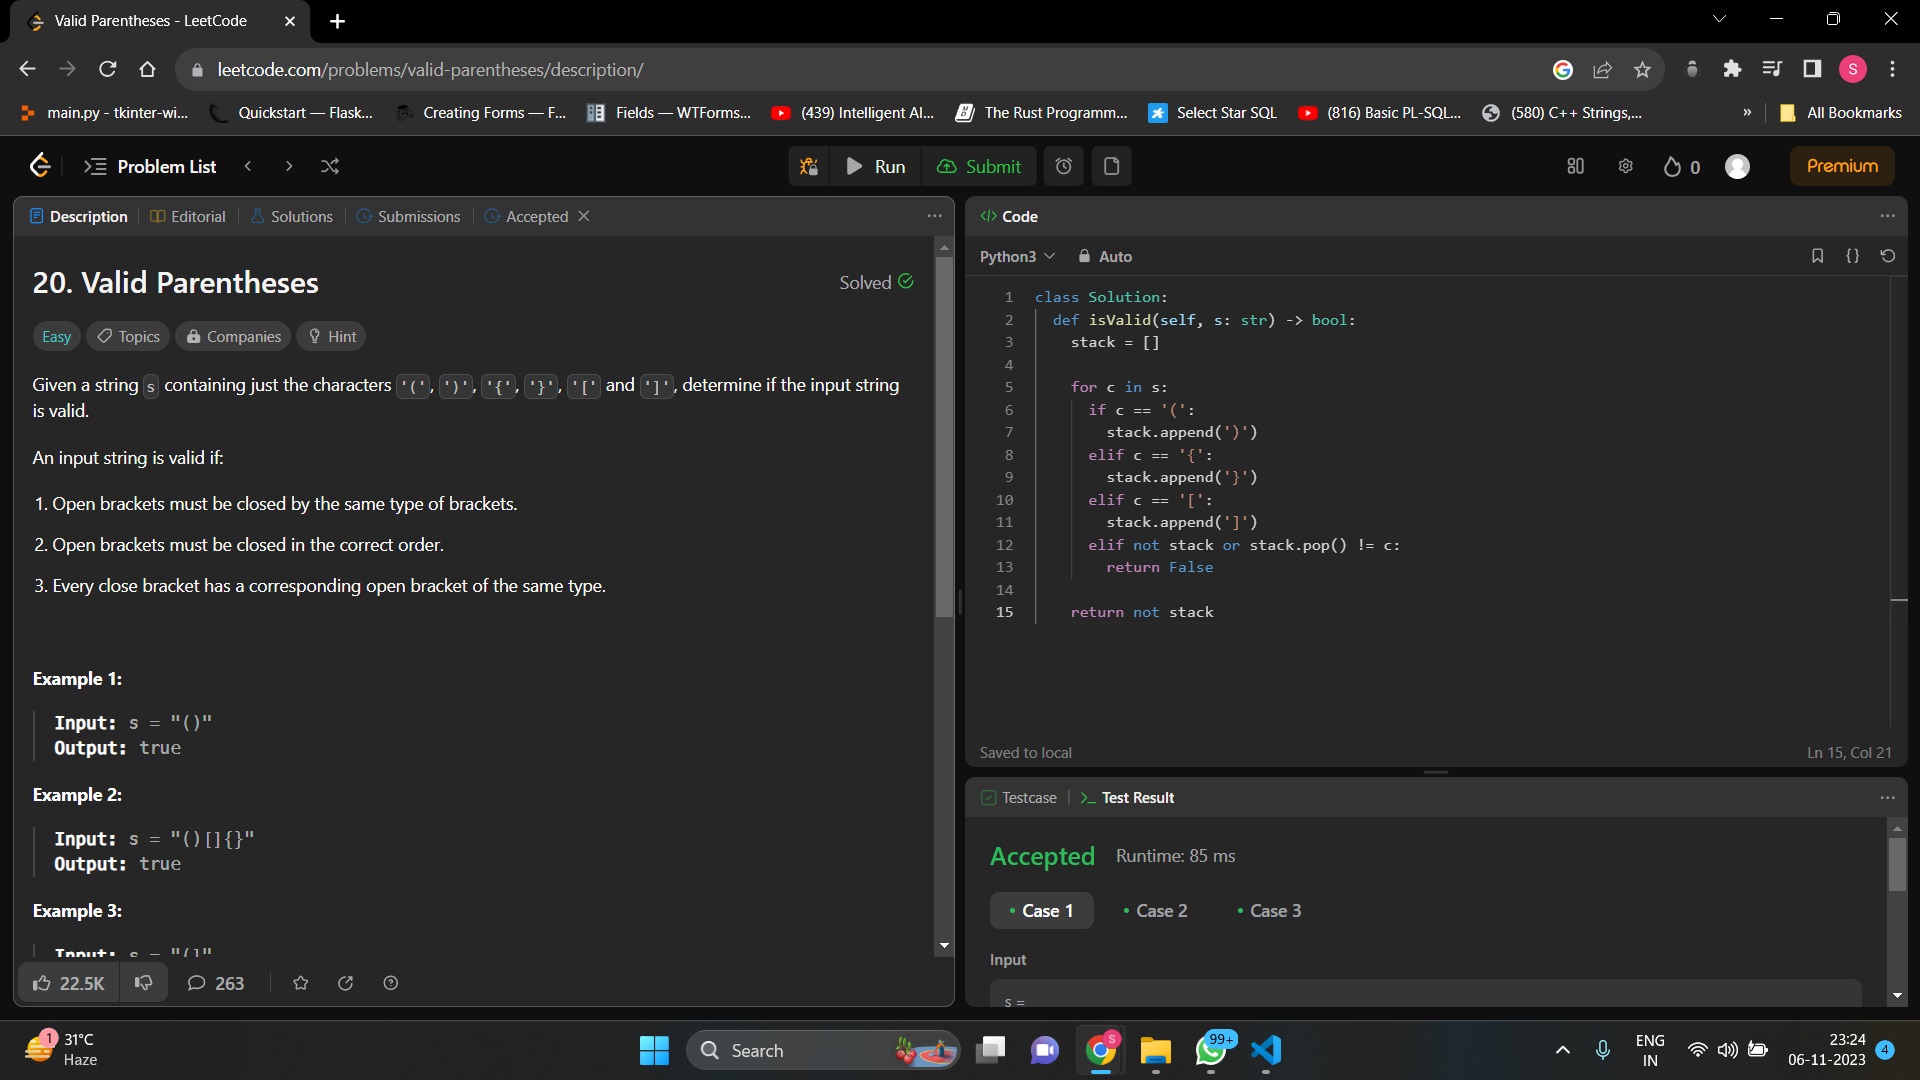 Valid Parentheses - LeetCode
leetcode.com/problems/valid-parentheses/description/
S
main.py - tkinter-wi...
Quickstart — Flask...
Creating Forms — F...
Fields — WTForms...
(439) Intelligent Al...
The Rust Programm...
Select Star SQL
(816) Basic PL-SQL...
(580) C++ Strings,...
»
All Bookmarks
Problem List
Run
Submit
0
Premium
Description
Editorial
Solutions
Submissions
Accepted
20. Valid Parentheses
Solved
Easy
Topics
Companies
Hint
Given a string s containing just the characters '(', ')', '{', '}', '[' and ']', determine if the input string
is valid.
An input string is valid if:
1. Open brackets must be closed by the same type of brackets.
2. Open brackets must be closed in the correct order.
3. Every close bracket has a corresponding open bracket of the same type.
Example 1:
Input: s = "()"
Output: true
Example 2:
Input: s = "()[]{}"
Output: true
Example 3:
Input: s = "(]"
22.5K
263
</> Code
Python3
Auto
{}
1 class Solution:
2 def isValid(self, s: str) -> bool:
3 stack = []
4
5 for c in s:
6 if c == '(':
7 stack.append(')')
8 elif c == '{':
9 stack.append('}')
10 elif c == '[':
11 stack.append(']')
12 elif not stack or stack.pop() != c:
13 return False
14
15 return not stack
Saved to local
Ln 15, Col 21
Testcase
>_ Test Result
Accepted
Runtime: 85 ms
Case 1
Case 2
Case 3
Input
s =
1
31°C
Haze
Search
S
99+
ENG
IN
23:24
06-11-2023
4